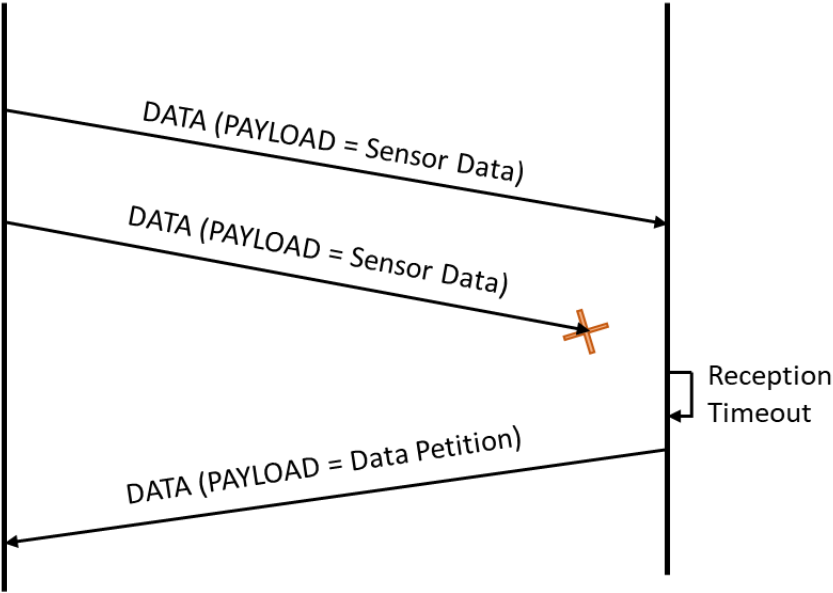 DATA (PAYLOAD = Sensor Data)
DATA (PAYLOAD = Sensor Data)
Reception
Timeout
DATA (PAYLOAD = Data Petition)